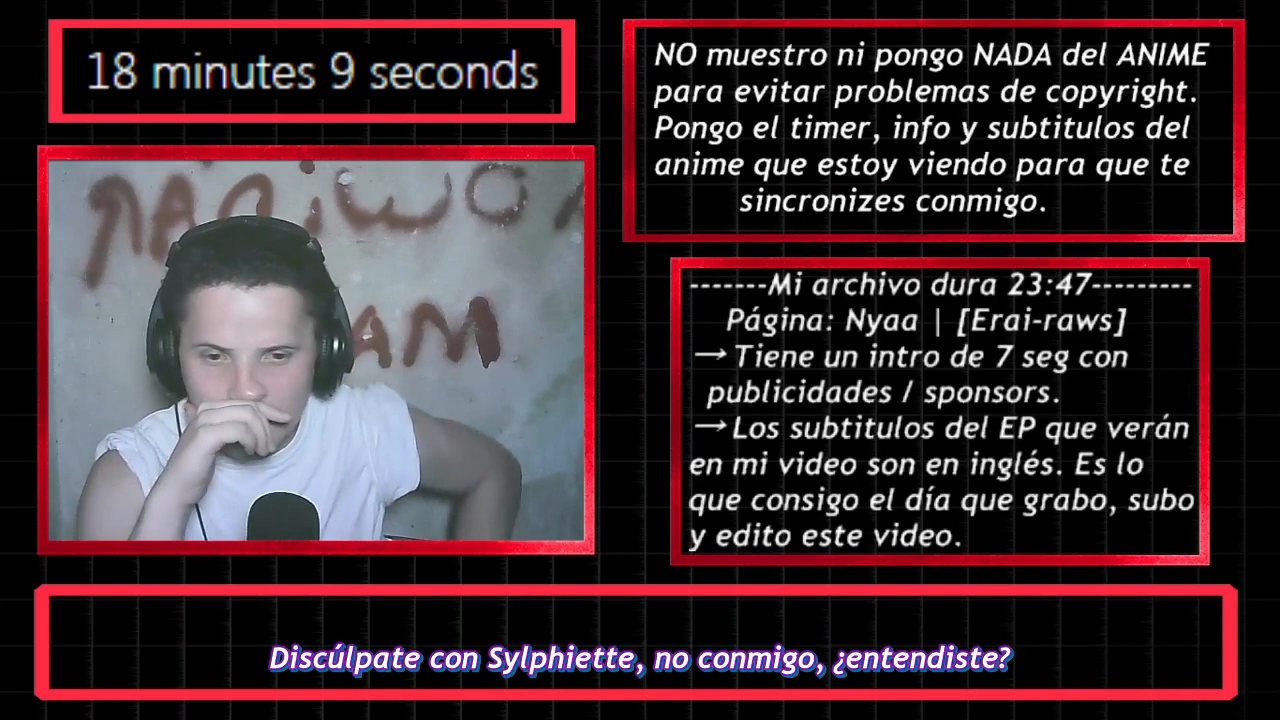 18 minutes 9 seconds
NO muestro ni pongo NADA del ANIME
para evitar problemas de copyright.
Pongo el timer, info y subtitulos del
anime que estoy viendo para que te
sincronizes conmigo.
-------Mi archivo dura 23:47---------
Página: Nyaa | [Erai-raws]
→ Tiene un intro de 7 seg con
publicidades / sponsors.
→ Los subtitulos del EP que verán
en mi video son en inglés. Es lo
que consigo el día que grabo, subo
y edito este video.
Discúlpate con Sylphiette, no conmigo, ¿entendiste?